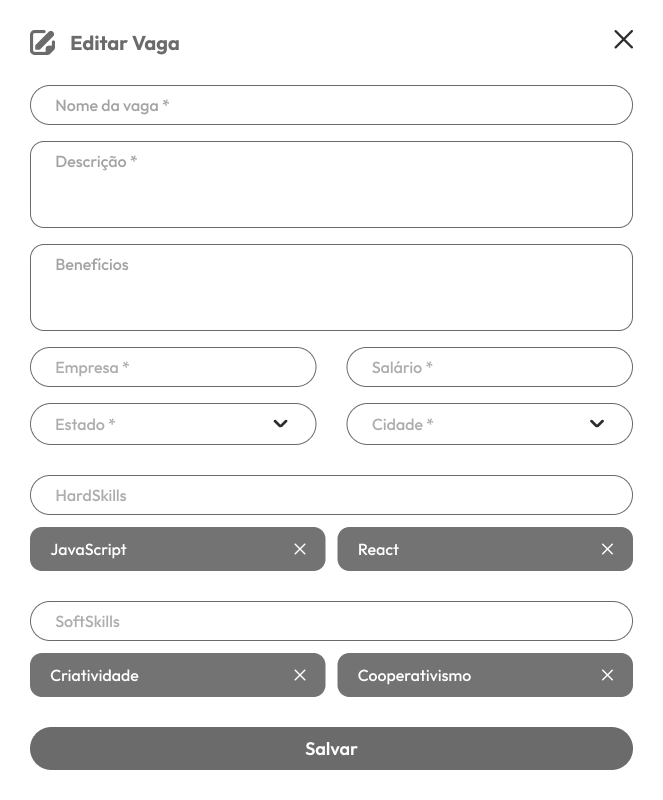 Editar Vaga
Nome da vaga *
Descrição *
Benefícios
Empresa * Salário *
Estado * Cidade *
HardSkills
JavaScript React
SoftSkills
Criatividade Cooperativismo
Salvar